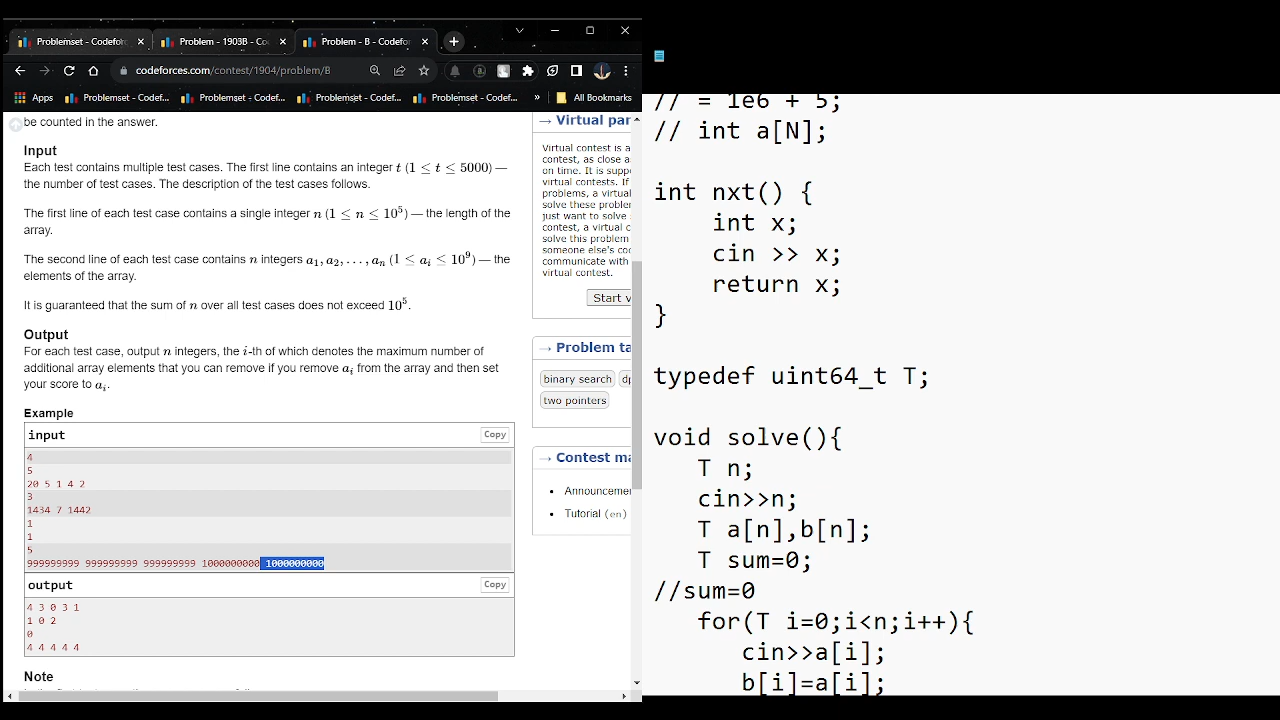 Problemset - Codefor
Problem - 1903B - Co
Problem - B - Codefor
codeforces.com/contest/1904/problem/B
Apps
Problemset - Codef...
Problemset - Codef...
Problemset - Codef...
Problemset - Codef...
»
All Bookmarks
be counted in the answer.
Input
Each test contains multiple test cases. The first line contains an integer t (1 ≤ t ≤ 5000) —
the number of test cases. The description of the test cases follows.
The first line of each test case contains a single integer n (1 ≤ n ≤ 10^5) — the length of the
array.
The second line of each test case contains n integers a_1, a_2, . . . , a_n (1 ≤ a_i ≤ 10^9) — the
elements of the array.
It is guaranteed that the sum of n over all test cases does not exceed 10^5.
Output
For each test case, output n integers, the i-th of which denotes the maximum number of
additional array elements that you can remove if you remove a_i from the array and then set
your score to a_i.
Example
input
Copy
4
5
20 5 1 4 2
3
1434 7 1442
1
1
5
999999999 999999999 999999999 1000000000 1000000000
output
Copy
4 3 0 3 1
1 0 2
0
4 4 4 4 4
Note
→ Virtual par
Virtual contest is a
contest, as close a
on time. It is supp
virtual contests. If
problems, a virtual
solve these proble
just want to solve
contest, a virtual c
solve this problem
someone else's co
communicate with
virtual contest.
Start v
→ Problem ta
binary search
dp
two pointers
→ Contest ma
Announcemen
Tutorial (en)
// = 1e6 + 5;
// int a[N];
int nxt() {
int x;
cin >> x;
return x;
}
typedef uint64_t T;
void solve(){
T n;
cin>>n;
T a[n],b[n];
T sum=0;
//sum=0
for(T i=0;i<n;i++){
cin>>a[i];
b[i]=a[i];